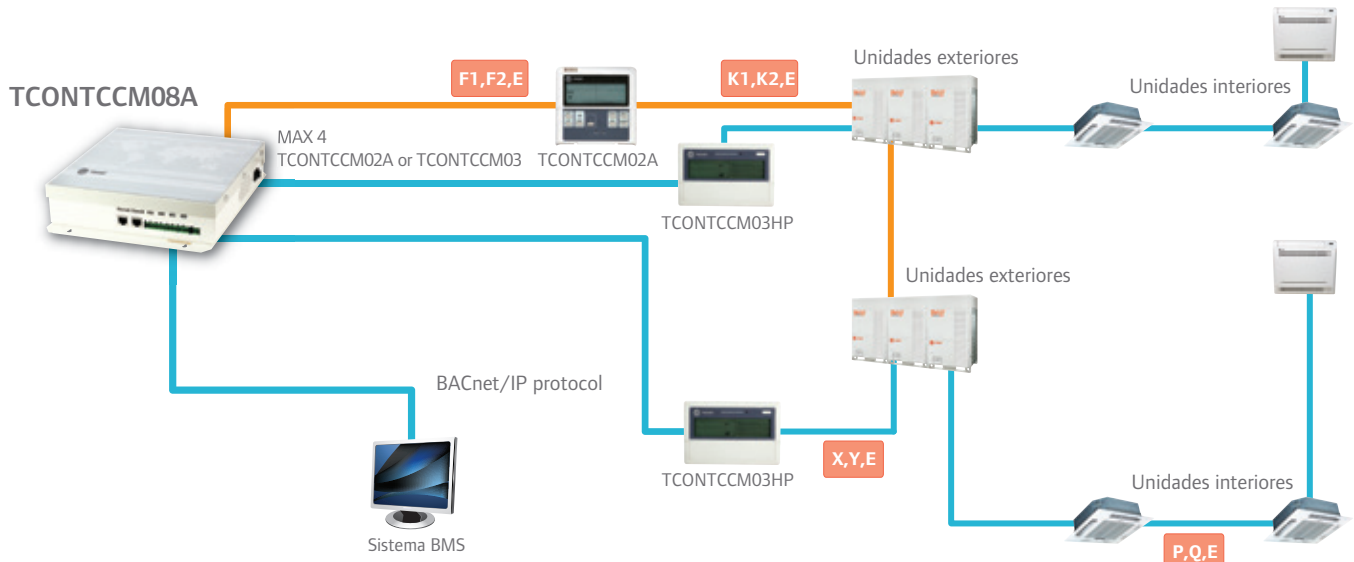 TCONTCCM08A
F1,F2,E
K1,K2,E
Unidades exteriores
Unidades interiores
MAX 4
TCONTCCM02A or TCONTCCM03
TCONTCCM02A
TCONTCCM03HP
Unidades exteriores
BACnet/IP protocol
TCONTCCM03HP
X,Y,E
Unidades interiores
P,Q,E
Sistema BMS